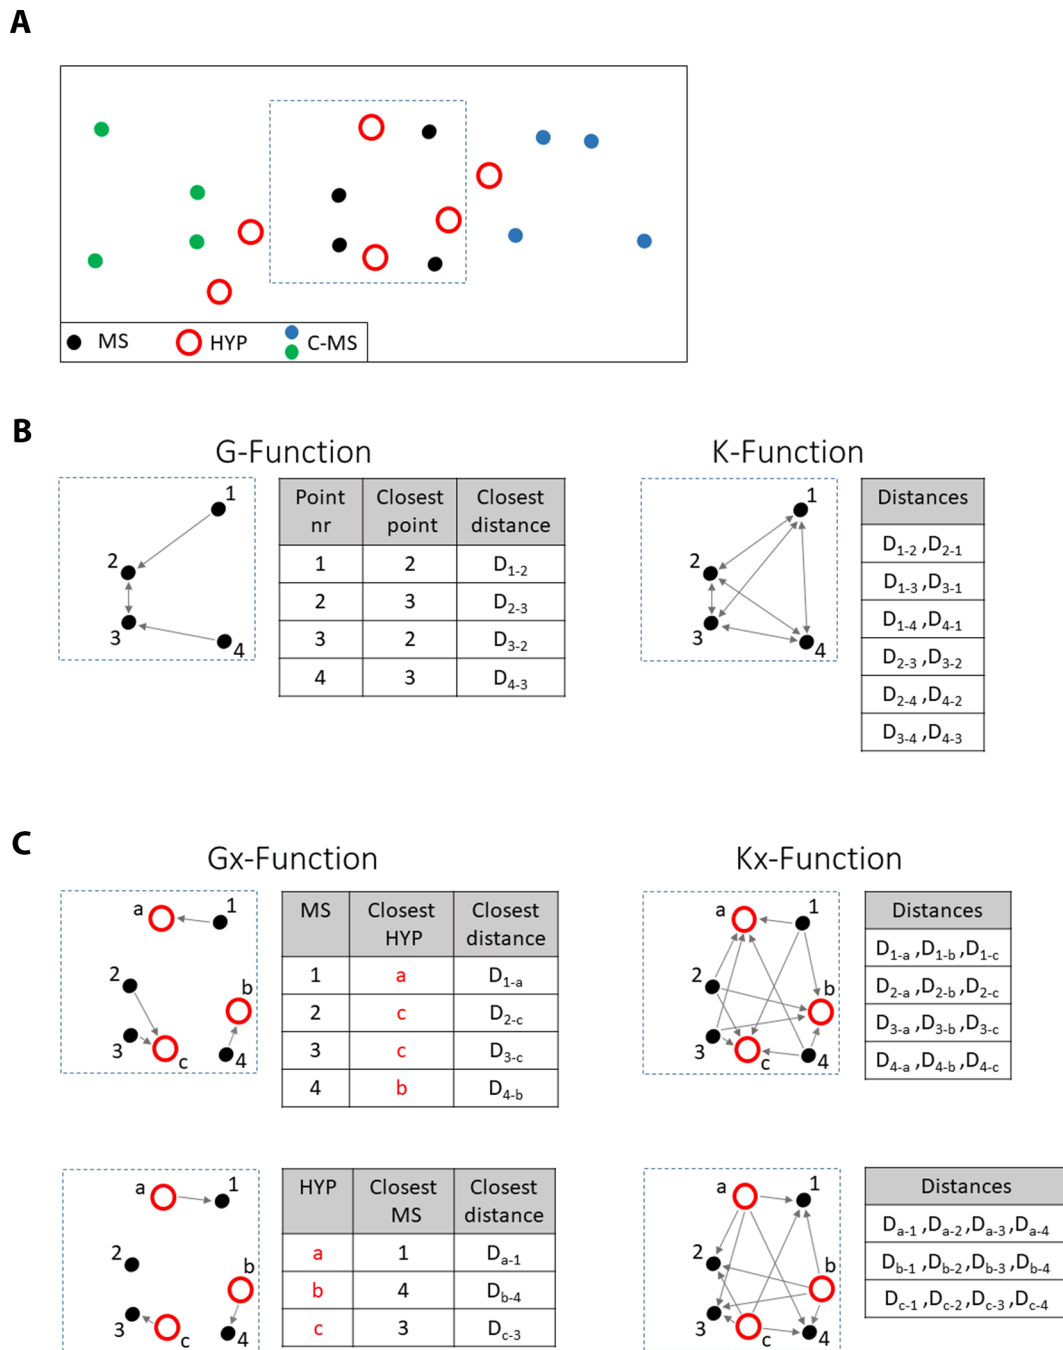 A
MS HYP C-MS
B
G-Function K-Function
1
2
3
4
Point nr Closest point Closest distance
1 2 D1-2
2 3 D2-3
3 2 D3-2
4 3 D4-3
1
2
3
4
Distances
D1-2 ,D2-1
D1-3 ,D3-1
D1-4 ,D4-1
D2-3 ,D3-2
D2-4 ,D4-2
D3-4 ,D4-3
C
Gx-Function Kx-Function
a 1
2
b
3
c 4
MS Closest HYP Closest distance
1 a D1-a
2 c D2-c
3 c D3-c
4 b D4-b
a 1
2
b
3
c 4
Distances
D1-a ,D1-b ,D1-c
D2-a ,D2-b ,D2-c
D3-a ,D3-b ,D3-c
D4-a ,D4-b ,D4-c
a 1
2
b
3
c 4
HYP Closest MS Closest distance
a 1 Da-1
b 4 Db-4
c 3 Dc-3
a 1
2
b
3
c 4
Distances
Da-1 ,Da-2 ,Da-3 ,Da-4
Db-1 ,Db-2 ,Db-3 ,Db-4
Dc-1 ,Dc-2 ,Dc-3 ,Dc-4